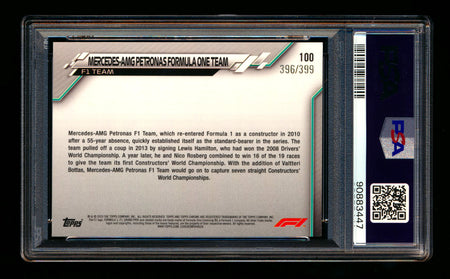 MERCEDES-AMG PETRONAS FORMULA ONE TEAM
F1 TEAM
100
396/399
Mercedes-AMG Petronas F1 Team, which re-entered Formula 1 as a constructor in 2010
after a 55-year absence, quickly established itself as the standard-bearer in the series. The
team pulled off a coup in 2013 by signing Lewis Hamilton, who had won the 2008 Drivers'
World Championship. A year later, he and Nico Rosberg combined to win 16 of the 19 races
to give the team its first Constructors' World Championship. With the addition of Valtteri
Bottas, Mercedes-AMG Petronas F1 Team would go on to capture seven straight Constructors'
World Championships.
Topps
F1
PSA
90883447